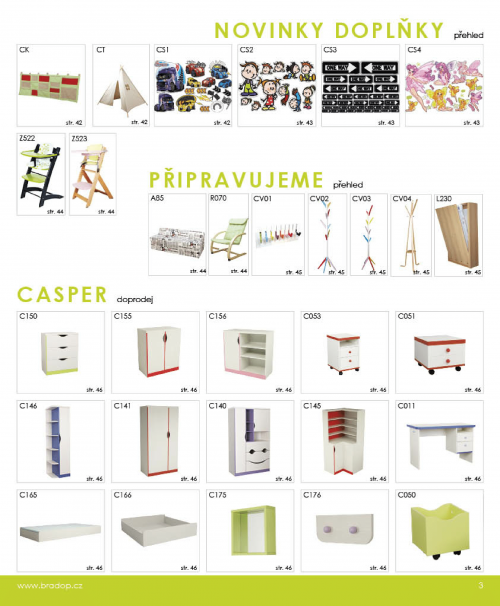 NOVINKY DOPLŇKY přehled
CK CT CS1 CS2 CS3 CS4
ONE WAY
str. 42 str. 42 str. 42 str. 43 str. 43 str. 43
Z522 Z523
str. 44 str. 44
PŘIPRAVUJEME přehled
A85 R070 CV01 CV02 CV03 CV04 L230
str. 44 str. 44 str. 45 str. 45 str. 45 str. 45 str. 45
CASPER doprodej
C150 C155 C156 C053 C051
str. 46 str. 46 str. 46 str. 46 str. 46
C146 C141 C140 C145 C011
str. 46 str. 46 str. 46 str. 46 str. 46
C165 C166 C175 C176 C050
str. 46 str. 46 str. 46 str. 46 str. 46
www.bradop.cz 3